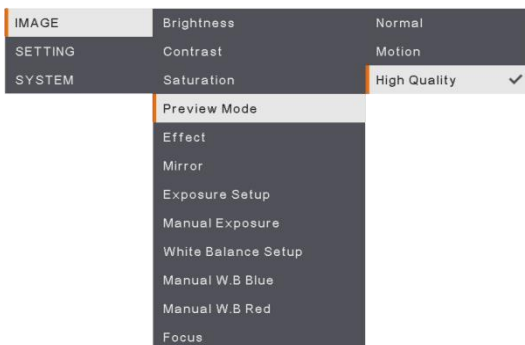 IMAGE
SETTING
SYSTEM
Brightness
Contrast
Saturation
Preview Mode
Effect
Mirror
Exposure Setup
Manual Exposure
White Balance Setup
Manual W.B Blue
Manual W.B Red
Focus
Normal
Motion
High Quality